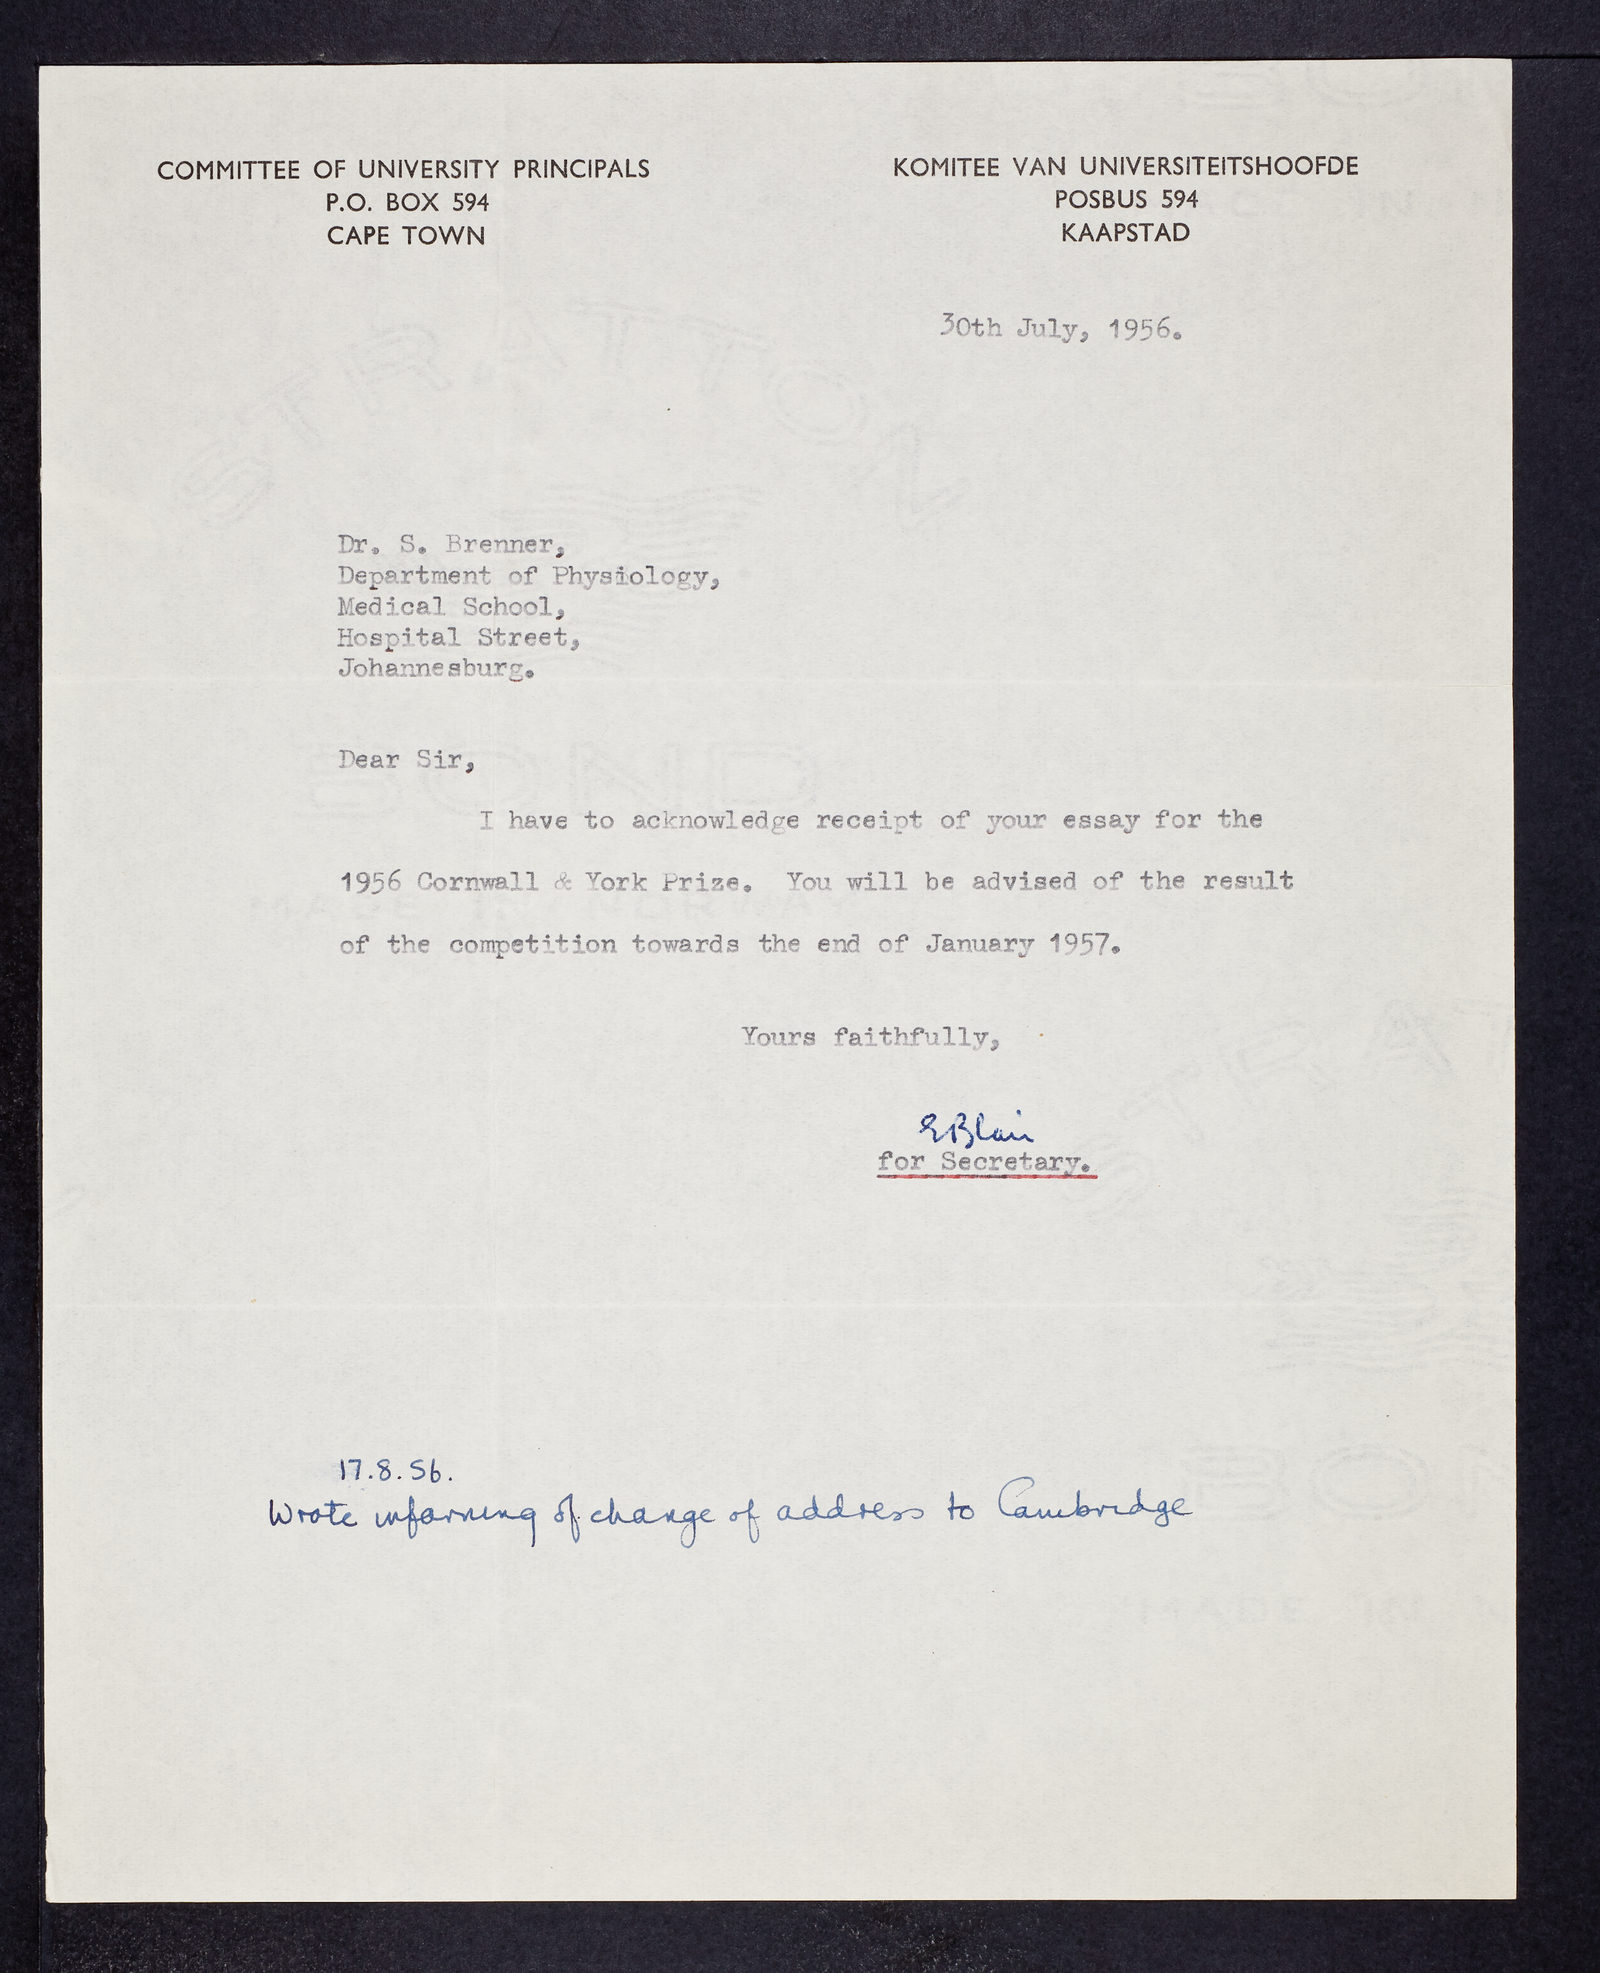 COMMITTEE OF UNIVERSITY PRINCIPALS
P.O. BOX 594
CAPE TOWN
KOMITEE VAN UNIVERSITEITSHOOFDE
POSBUS 594
KAAPSTAD
30th July, 1956.
Dr. S. Brenner,
Department of Physiology,
Medical School,
Hospital Street,
Johannesburg.
Dear Sir,
I have to acknowledge receipt of your essay for the
1956 Cornwall & York Prize. You will be advised of the result
of the competition towards the end of January 1957.
Yours faithfully,
EBlair
for Secretary.
17.8.56.
Wrote informing of change of address to Cambridge